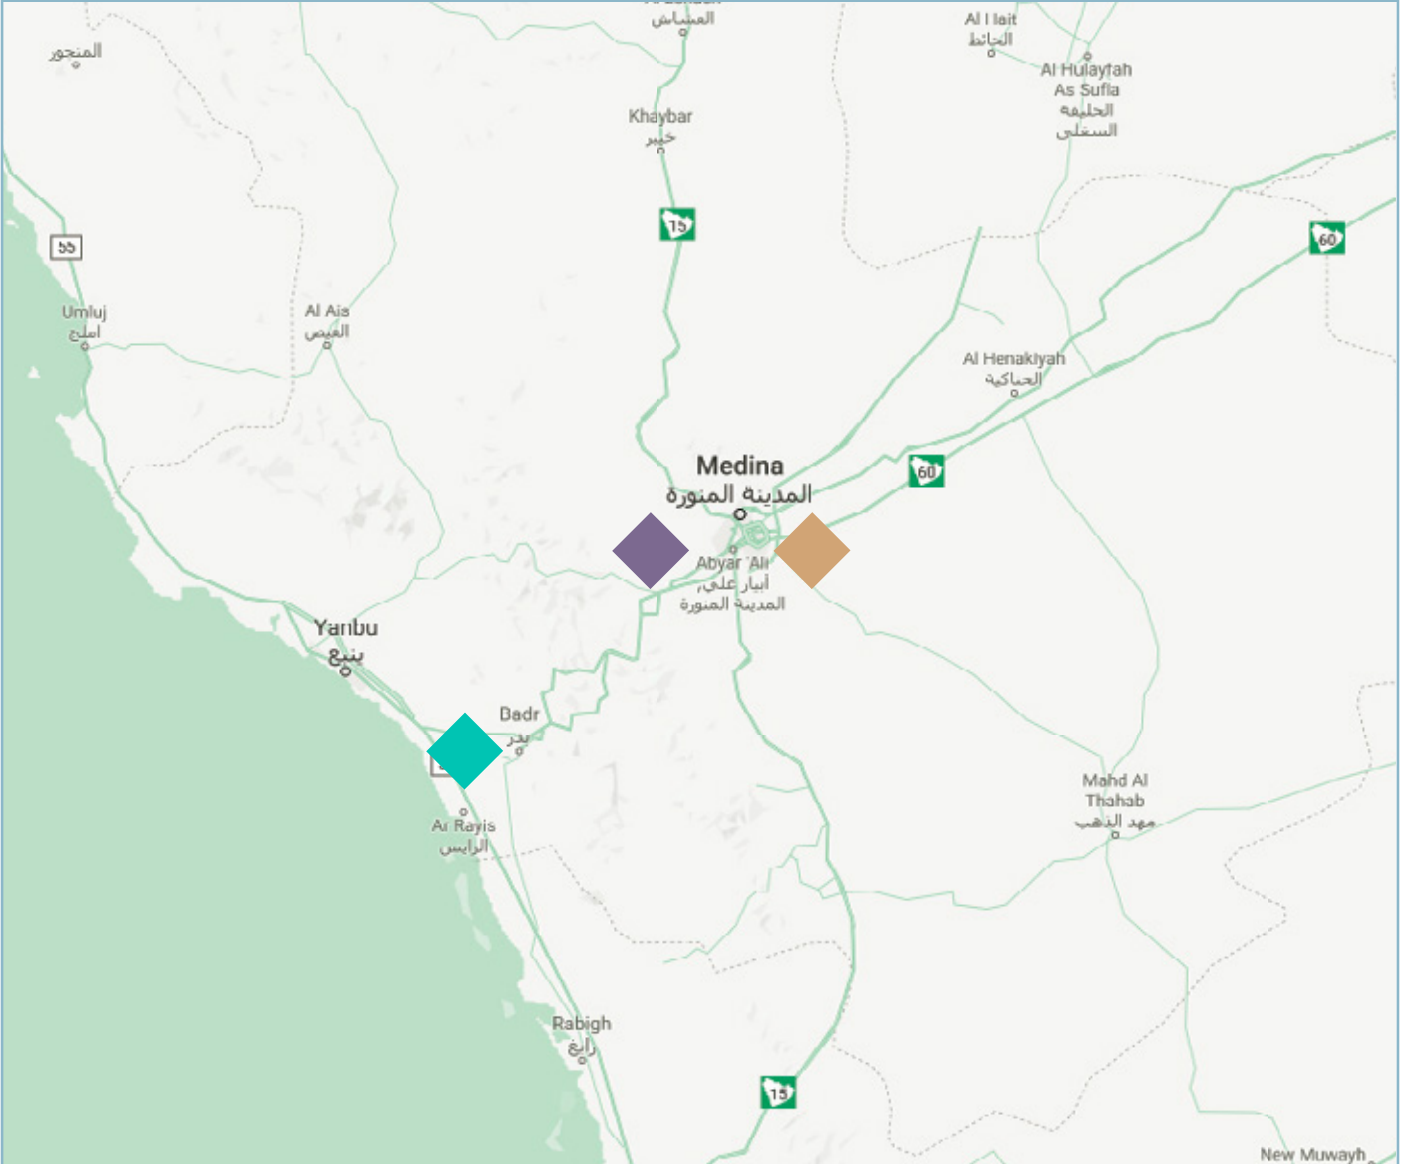 العشاش
Al Hait
الحائط
المنجور
Al Hulayfah
As Sufla
الحليفة
السفلى
Khaybar
خيبر
15
55
60
Umluj
املج
Al Ais
العيص
Al Henakiyah
الحناكية
Medina
المدينة المنورة
60
Abyar 'Ali
أبيار علي،
المدينة المنورة
Yanbu
ينبع
Badr
بدر
Mahd Al
Thahab
مهد الذهب
Ar Rayis
الرايس
Rabigh
رابغ
15
New Muwayh